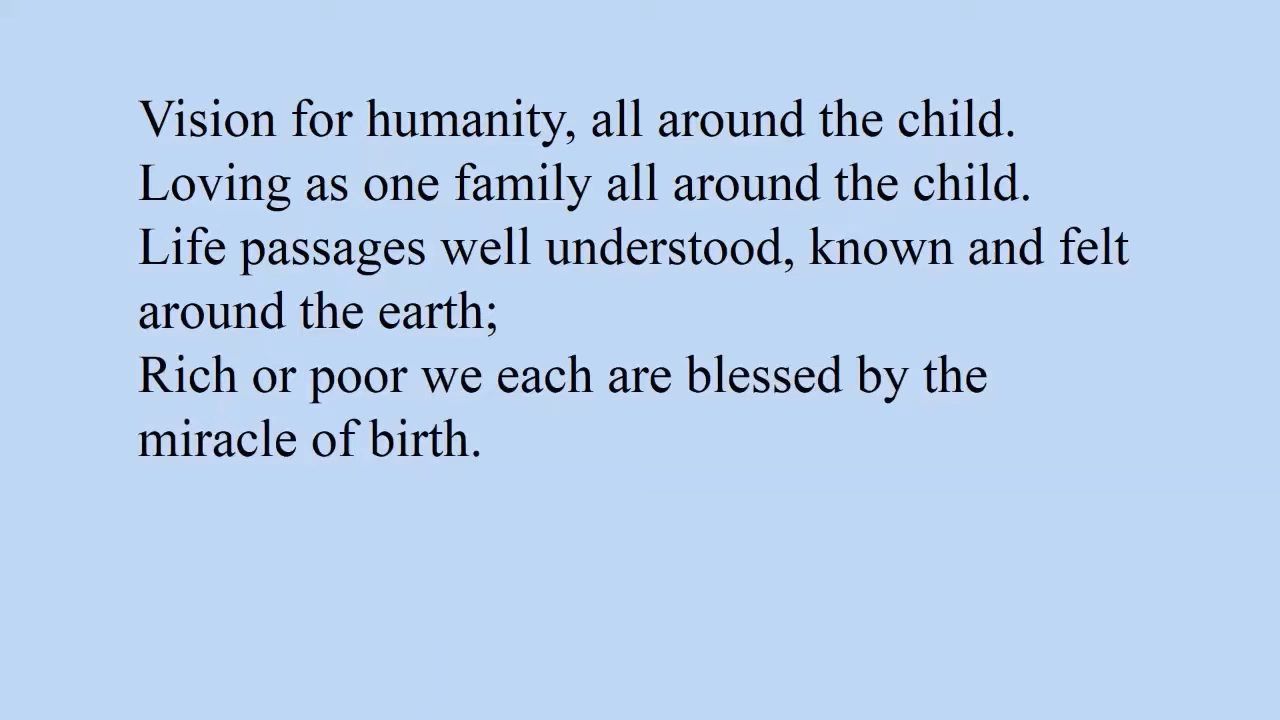 Vision for humanity, all around the child.
Loving as one family all around the child.
Life passages well understood, known and felt
around the earth;
Rich or poor we each are blessed by the
miracle of birth.